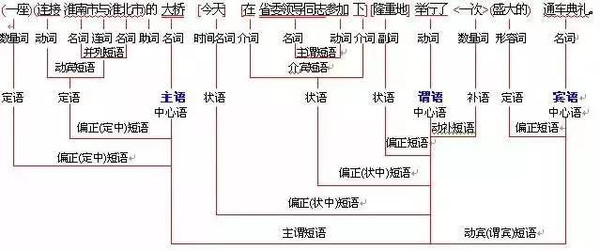 (一座)(连接 淮南市与淮北市的 大桥 [今天] [在 省委领导同志参加 下] [隆重地] 举行了 <一次>(盛大的) 通车典礼。
数量词 动词 名词 连词 名词 助词 名词 时间名词 介词 名词 动词 介词 副词 动词 数量词 形容词 名词
并列短语 主谓短语
动宾短语 介宾短语
定语 定语 主语 状语 状语 状语 谓语 补语 定语 宾语
中心语 中心语 中心语
偏正(定中)短语 偏正短语 动补短语 偏正短语
偏正(定中)短语 偏正(状中)短语
偏正(状中)短语
主谓短语 动宾(谓宾)短语